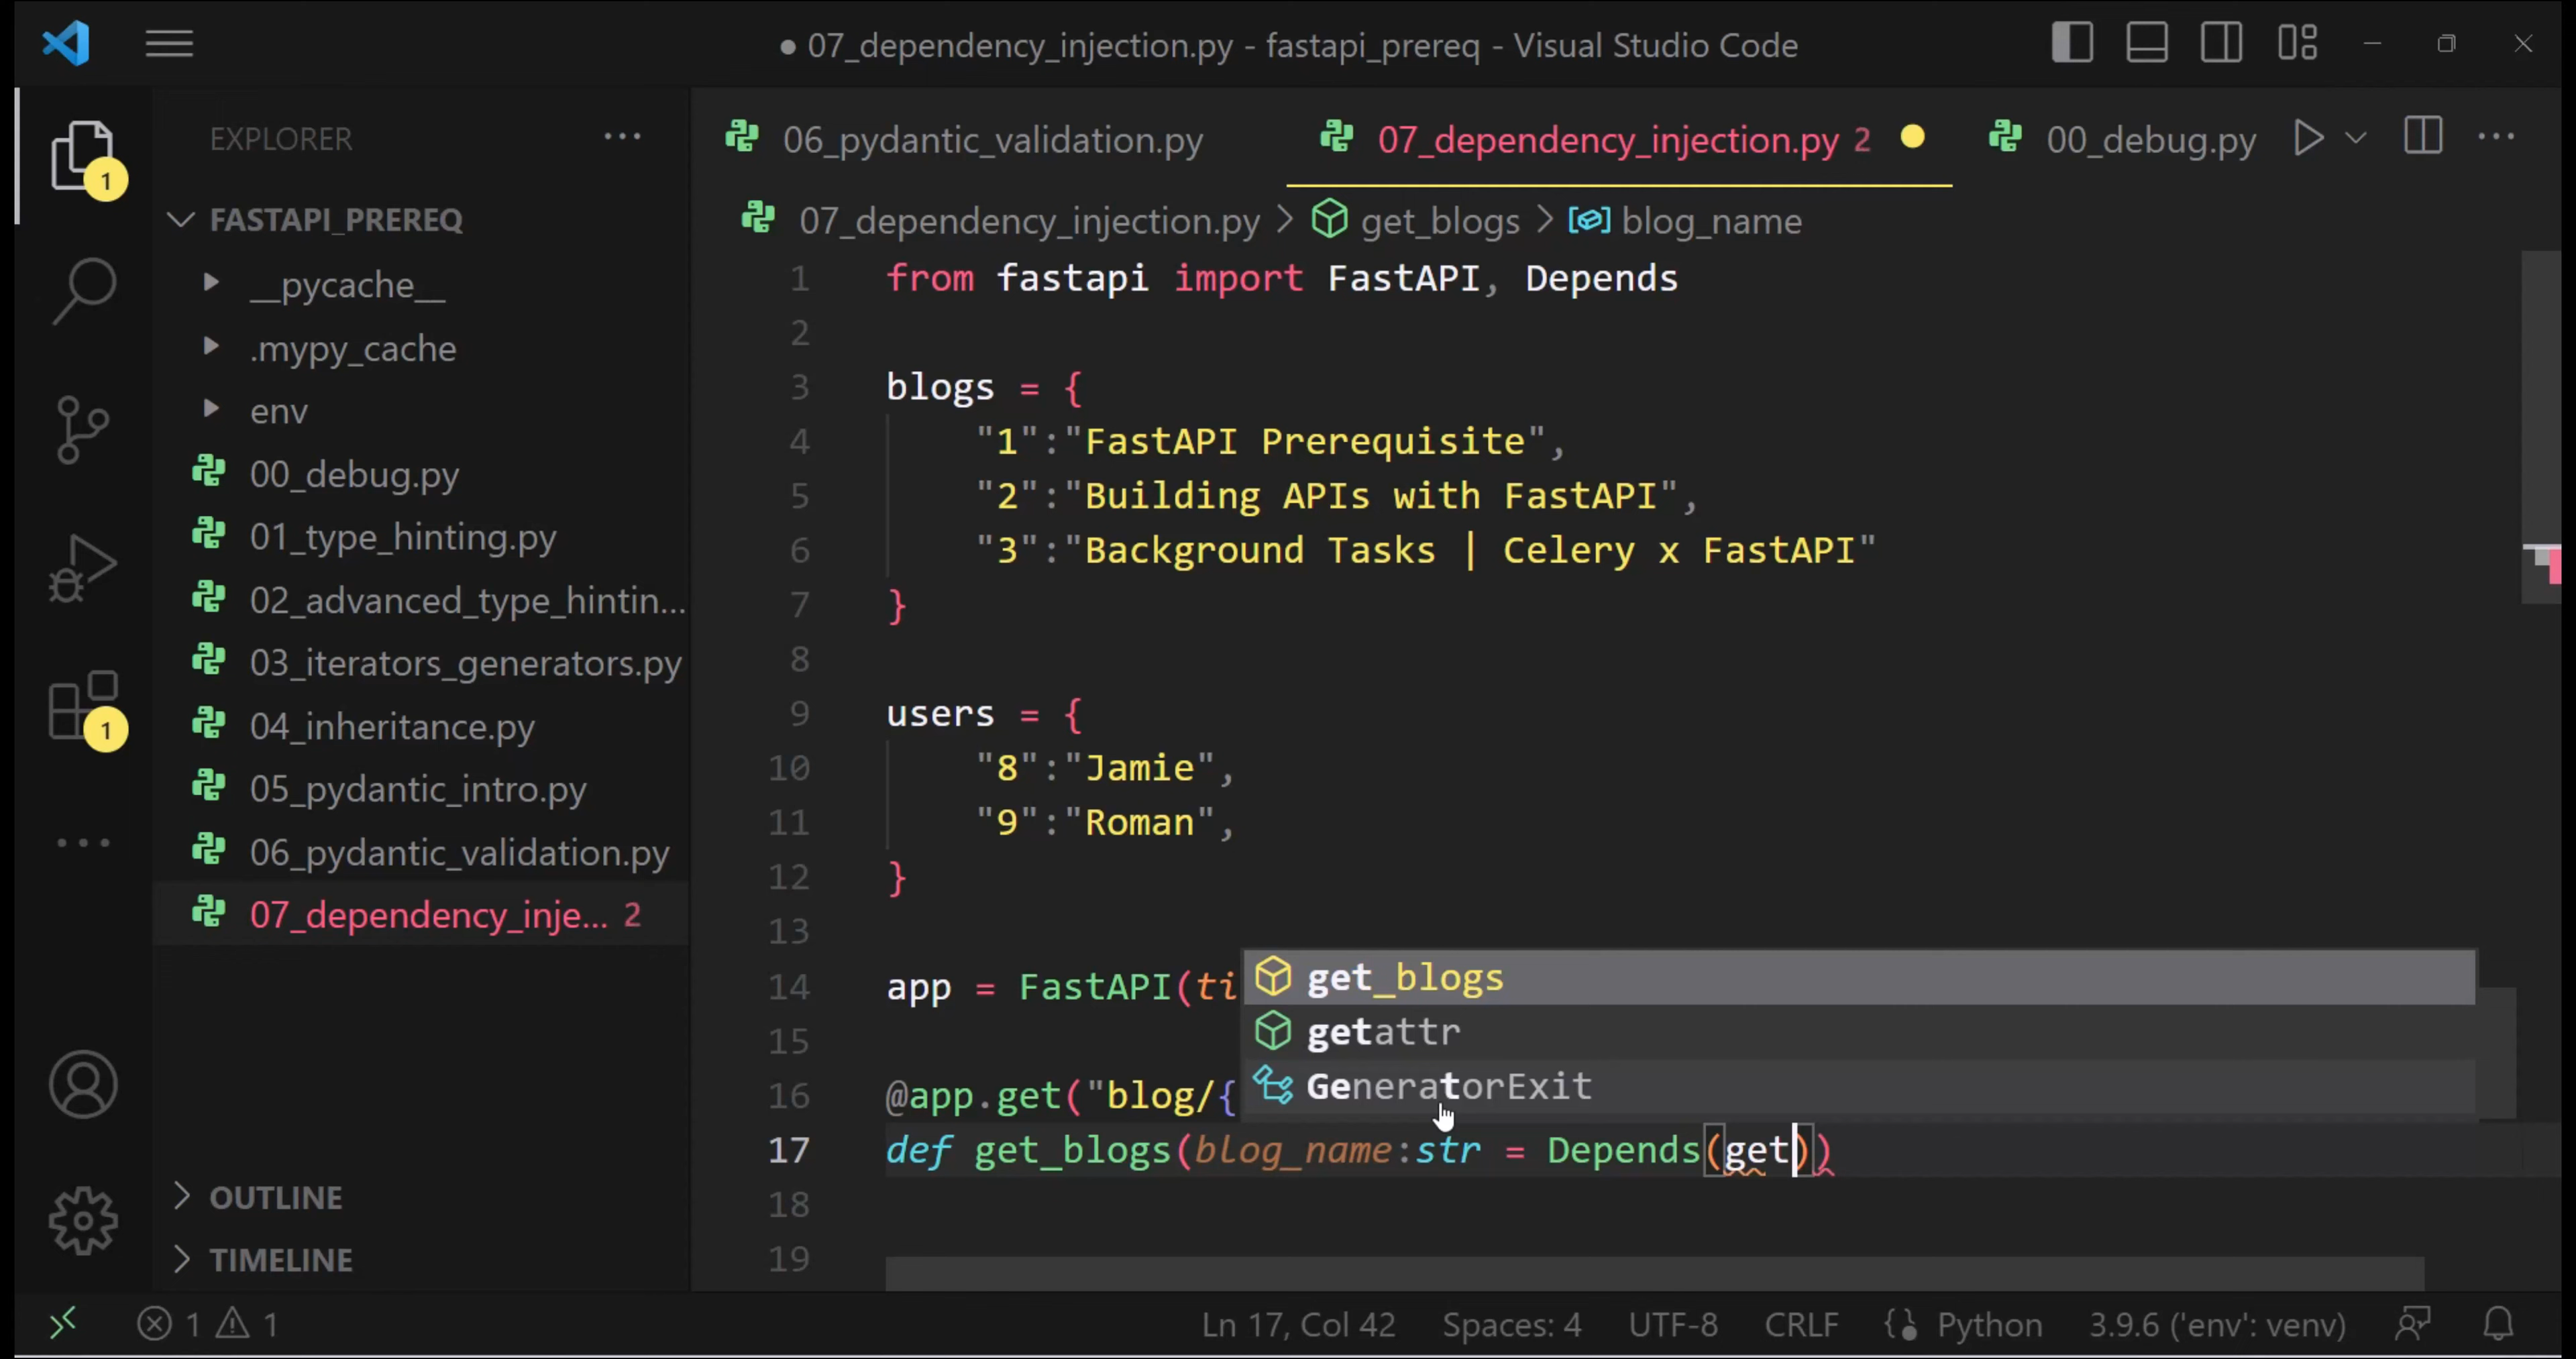 ● 07_dependency_injection.py - fastapi_prereq - Visual Studio Code
EXPLORER ···
06_pydantic_validation.py
07_dependency_injection.py 2
00_debug.py
1
FASTAPI_PREREQ
__pycache__
.mypy_cache
env
00_debug.py
01_type_hinting.py
02_advanced_type_hintin...
03_iterators_generators.py
04_inheritance.py
05_pydantic_intro.py
06_pydantic_validation.py
07_dependency_inje... 2
1
OUTLINE
TIMELINE
07_dependency_injection.py > get_blogs > blog_name
1 from fastapi import FastAPI, Depends
2
3 blogs = {
4 "1":"FastAPI Prerequisite",
5 "2":"Building APIs with FastAPI",
6 "3":"Background Tasks | Celery x FastAPI"
7 }
8
9 users = {
10 "8":"Jamie",
11 "9":"Roman",
12 }
13
14 app = FastAPI(ti
15
16 @app.get("blog/{
17 def get_blogs(blog_name:str = Depends(get))
18
19
get_blogs
getattr
GeneratorExit
1 1 Ln 17, Col 42 Spaces: 4 UTF-8 CRLF Python 3.9.6 ('env': venv)